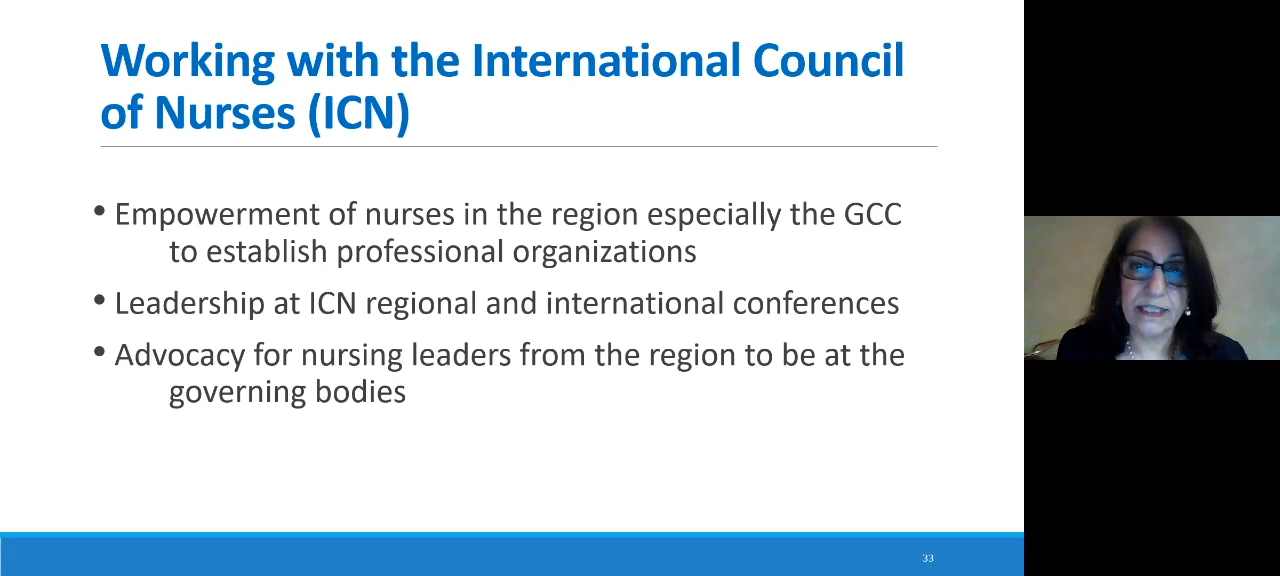 Working with the International Council
of Nurses (ICN)
• Empowerment of nurses in the region especially the GCC
to establish professional organizations
• Leadership at ICN regional and international conferences
• Advocacy for nursing leaders from the region to be at the
governing bodies
33